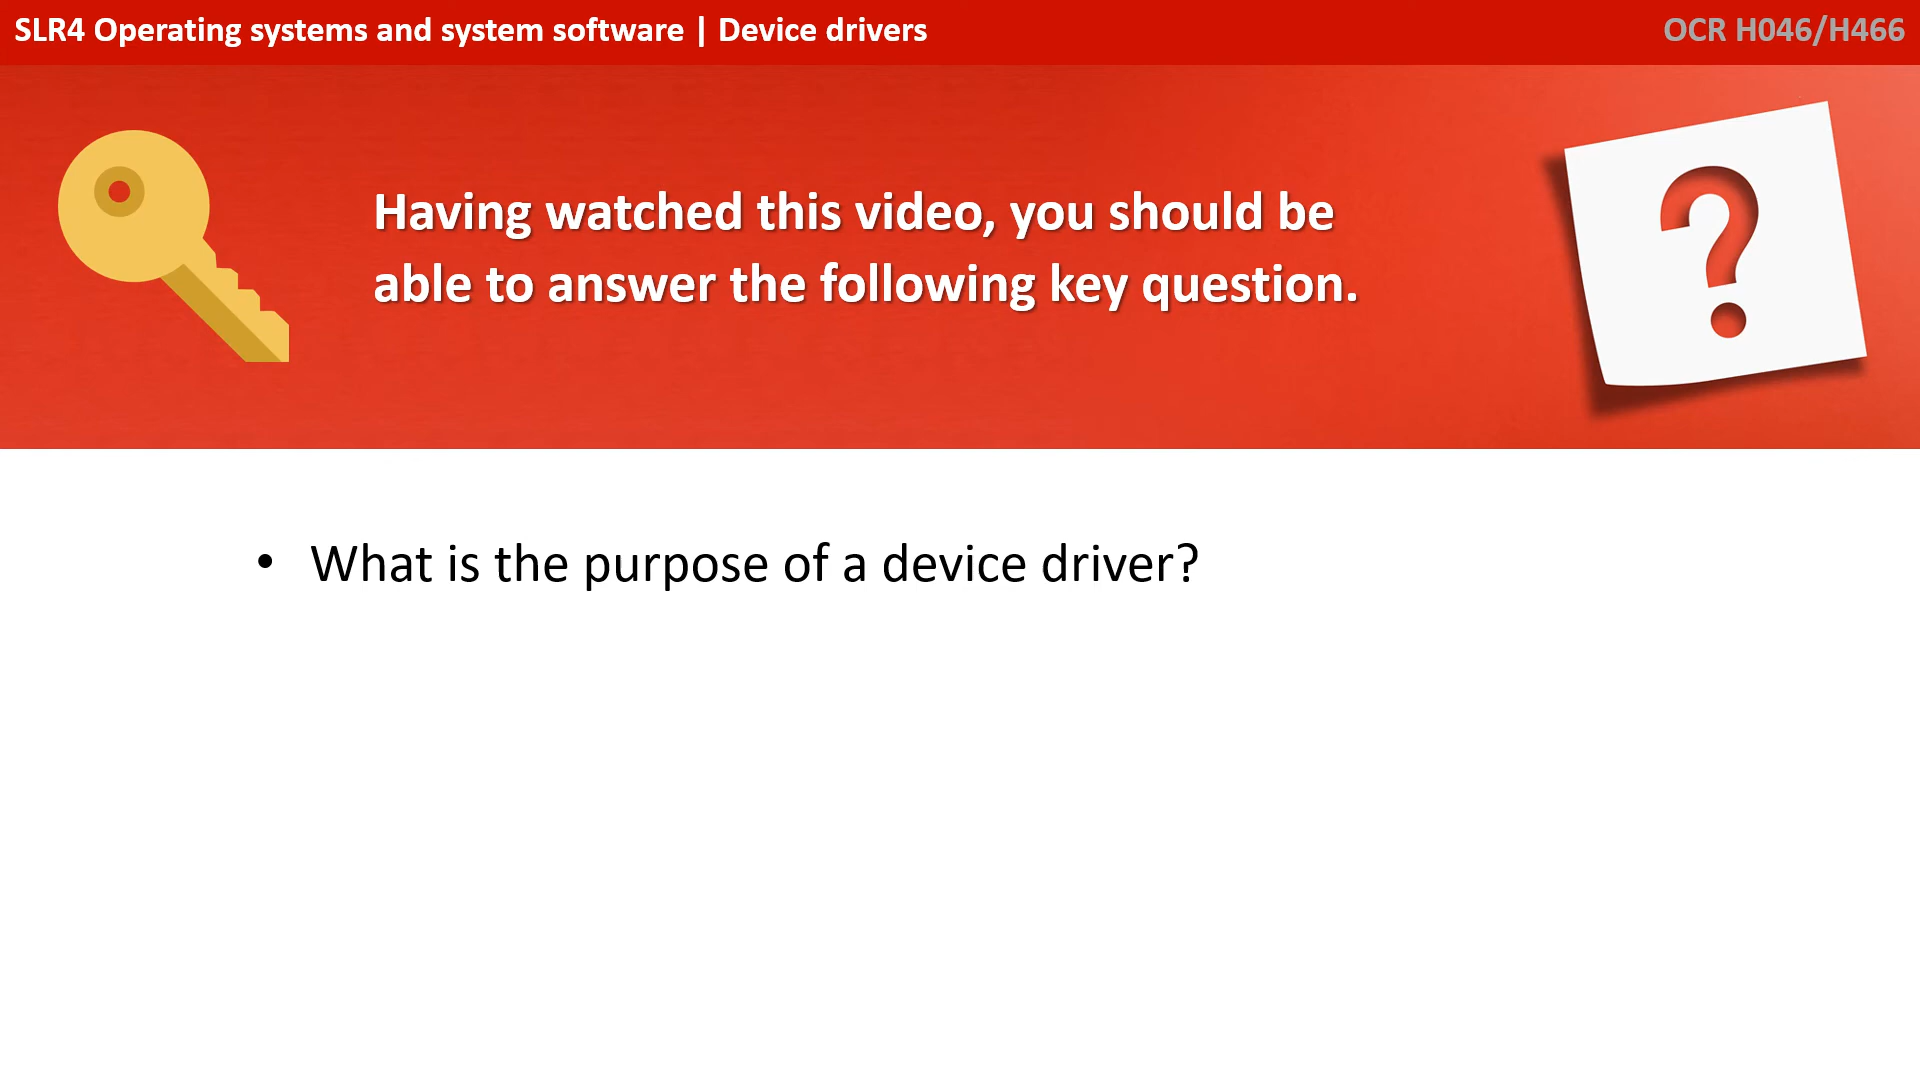 SLR4 Operating systems and system software | Device drivers
OCR H046/H466
Having watched this video, you should be
able to answer the following key question.
?
• What is the purpose of a device driver?